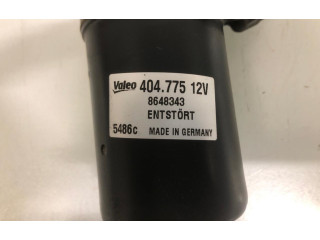 Valeo 404.775 12V
8648343
ENTSTÖRT
5486c MADE IN GERMANY